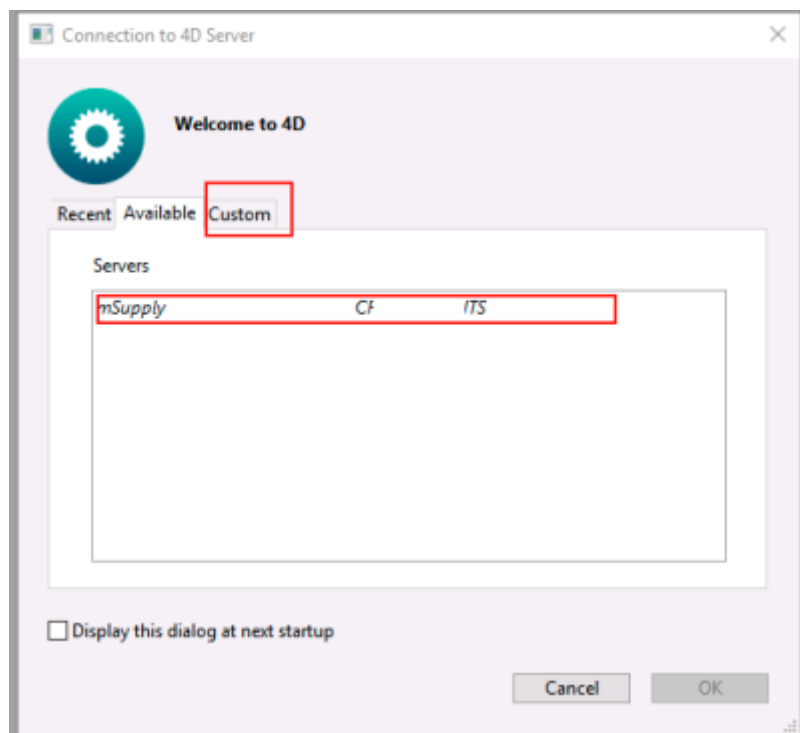 Connection to 4D Server
Welcome to 4D
Recent Available Custom
Servers
mSupply
Display this dialog at next startup
Cancel OK